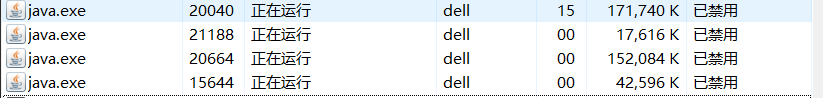 java.exe 20040 正在运行 dell 15 171,740 K 已禁用
java.exe 21188 正在运行 dell 00 17,616 K 已禁用
java.exe 20664 正在运行 dell 00 152,084 K 已禁用
java.exe 15644 正在运行 dell 00 42,596 K 已禁用